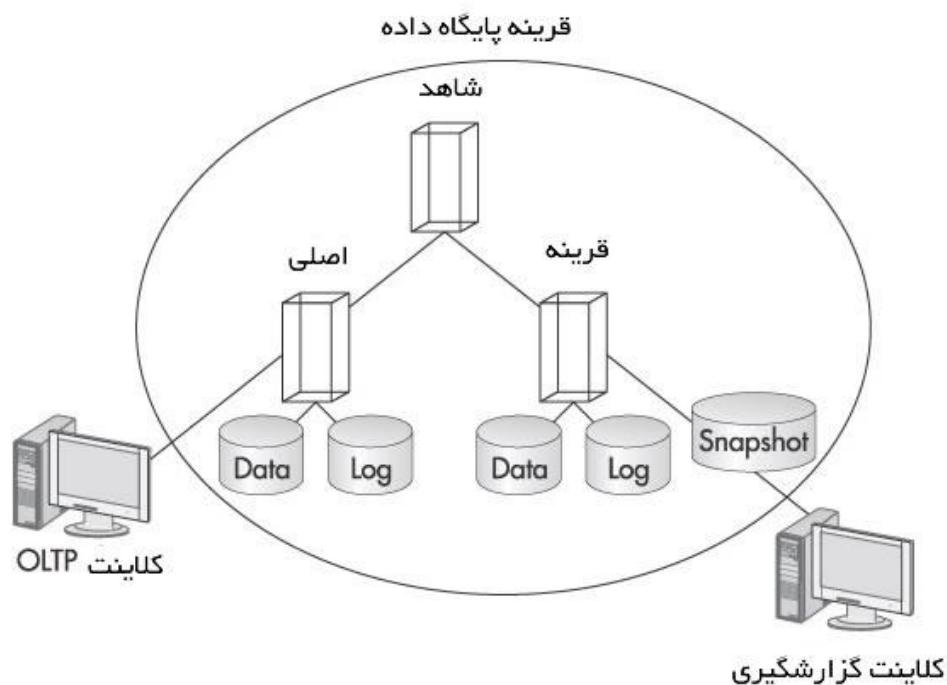 قرینه پایگاه داده
شاهد
اصلی
قرینه
Data
Log
Data
Log
Snapshot
کلاینت OLTP
کلاینت گزارشگیری